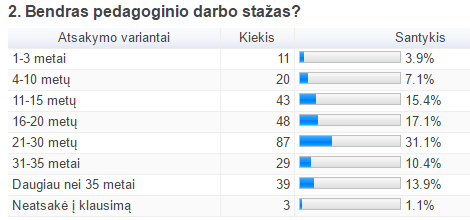 2. Bendras pedagoginio darbo stažas?
Atsakymo variantai Kiekis Santykis
1-3 metai 11 3.9%
4-10 metų 20 7.1%
11-15 metų 43 15.4%
16-20 metų 48 17.1%
21-30 metų 87 31.1%
31-35 metai 29 10.4%
Daugiau nei 35 metai 39 13.9%
Neatsakė į klausimą 3 1.1%